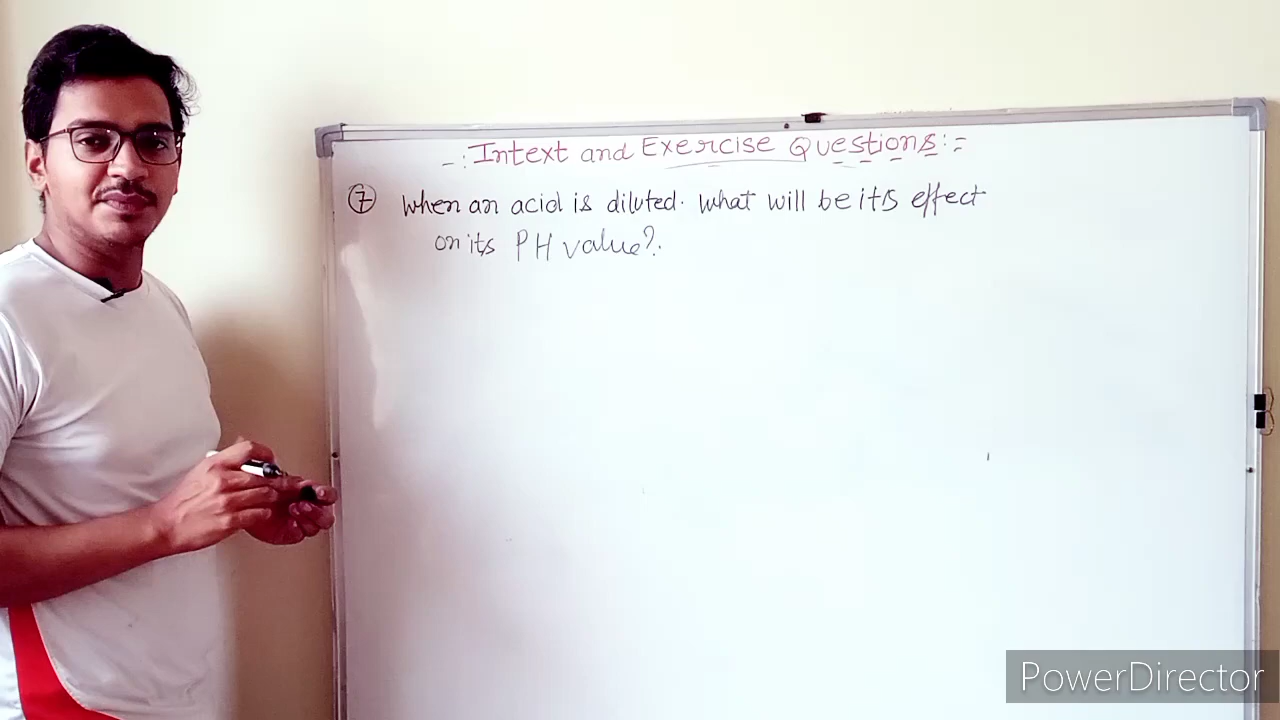 -: Intext and Exercise Questions :-
⑦ When an acid is diluted. what will be it's effect
on its PH value?.
PowerDirector